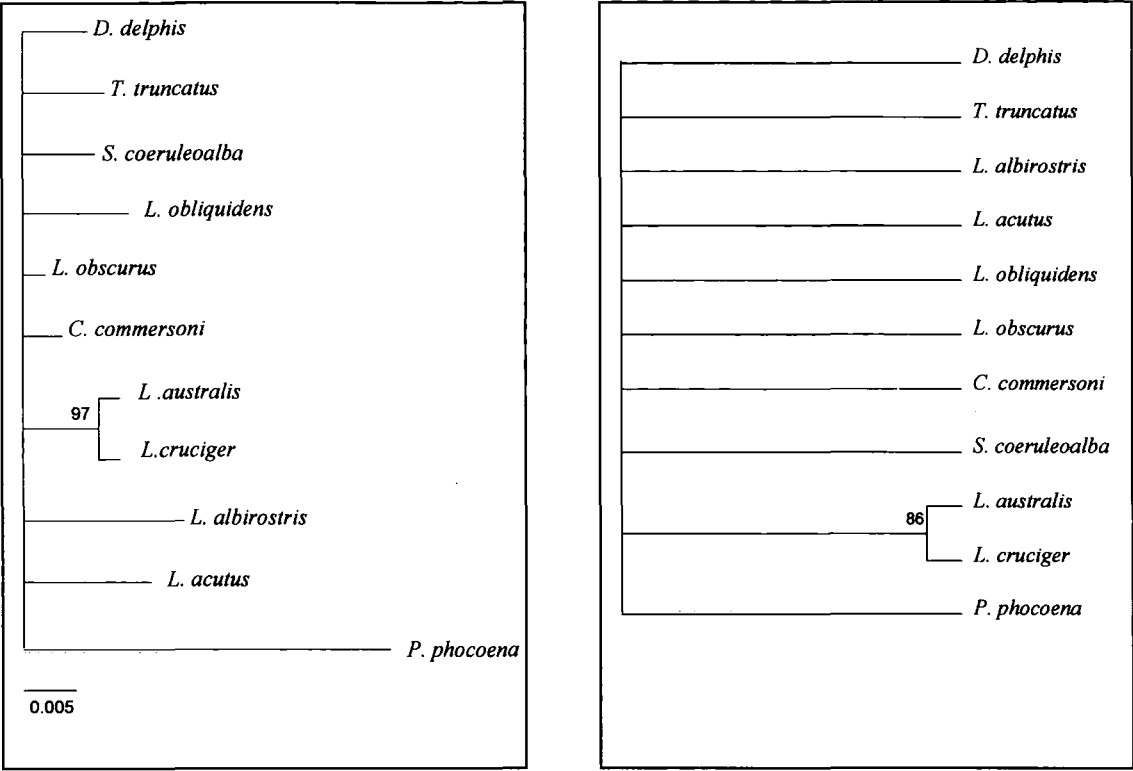 D. delphis
T. truncatus
S. coeruleoalba
L. obliquidens
L. obscurus
C. commersoni
L .australis
97
L.cruciger
L. albirostris
L. acutus
P. phocoena
0.005
D. delphis
T. truncatus
L. albirostris
L. acutus
L. obliquidens
L. obscurus
C. commersoni
S. coeruleoalba
L. australis
86
L. cruciger
P. phocoena